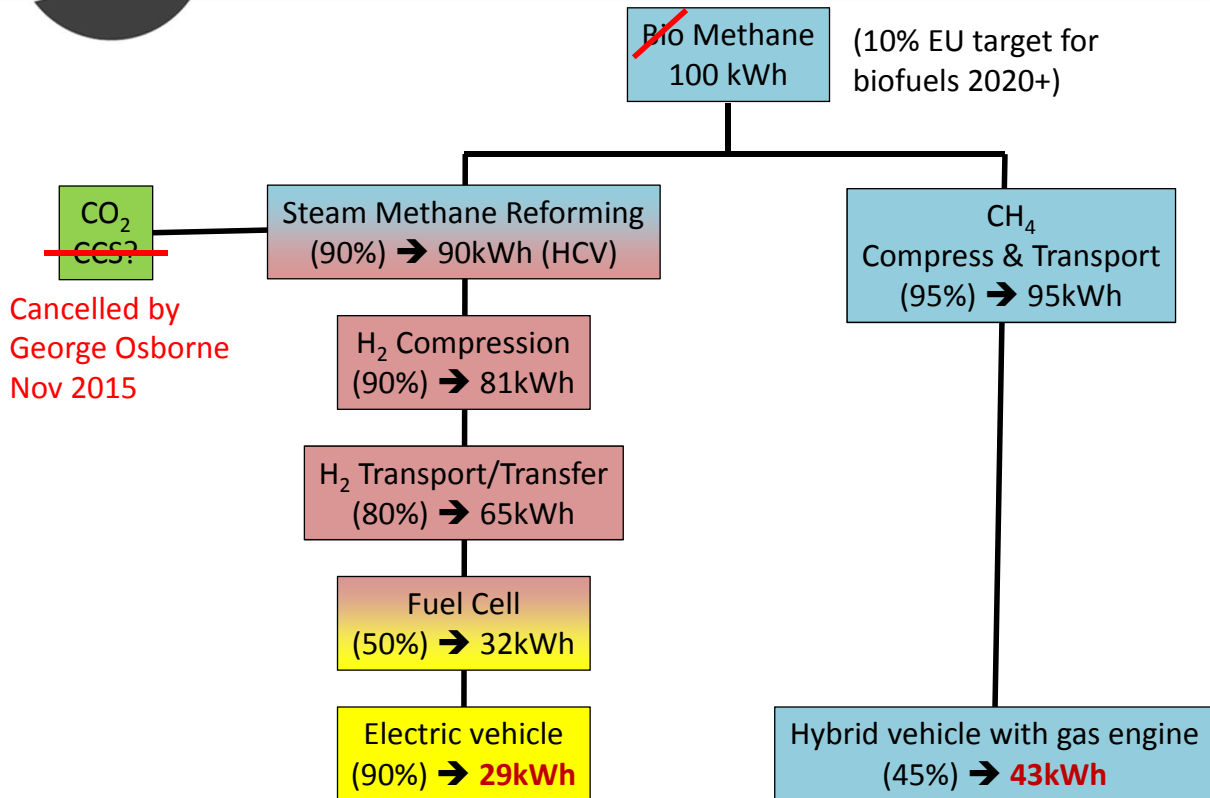 Bio Methane
100 kWh
(10% EU target for
biofuels 2020+)
CO₂
CCS?
Cancelled by
George Osborne
Nov 2015
Steam Methane Reforming
(90%) ➔ 90kWh (HCV)
H₂ Compression
(90%) ➔ 81kWh
H₂ Transport/Transfer
(80%) ➔ 65kWh
Fuel Cell
(50%) ➔ 32kWh
Electric vehicle
(90%) ➔ 29kWh
CH₄
Compress & Transport
(95%) ➔ 95kWh
Hybrid vehicle with gas engine
(45%) ➔ 43kWh